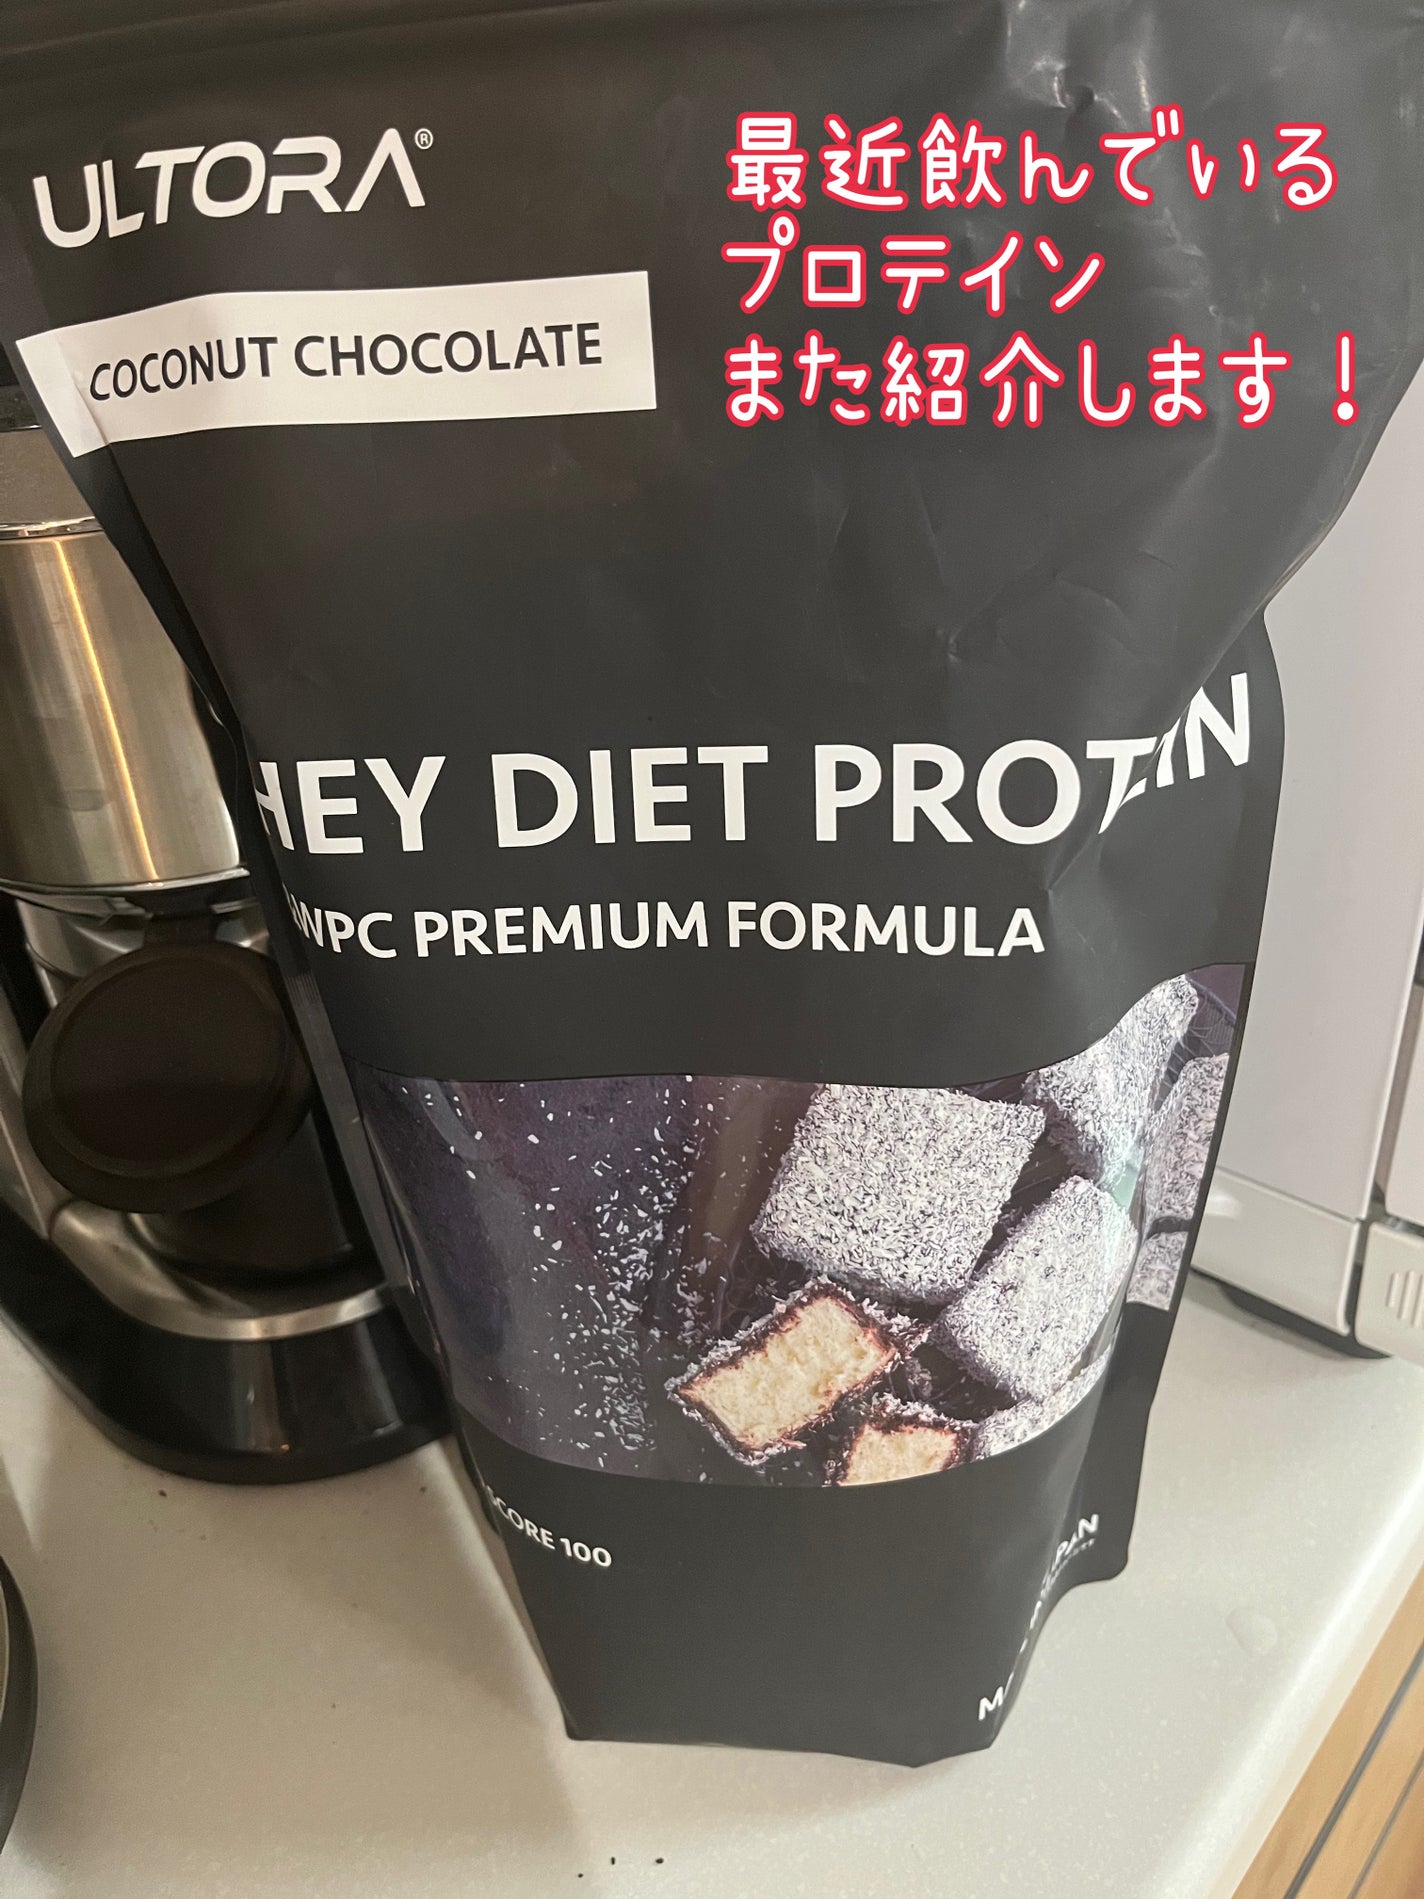 ULTORA®
最近飲んでいる
プロテイン
また紹介します！
COCONUT CHOCOLATE
HEY DIET PROTEIN
WPC PREMIUM FORMULA
SCORE 100
PAN